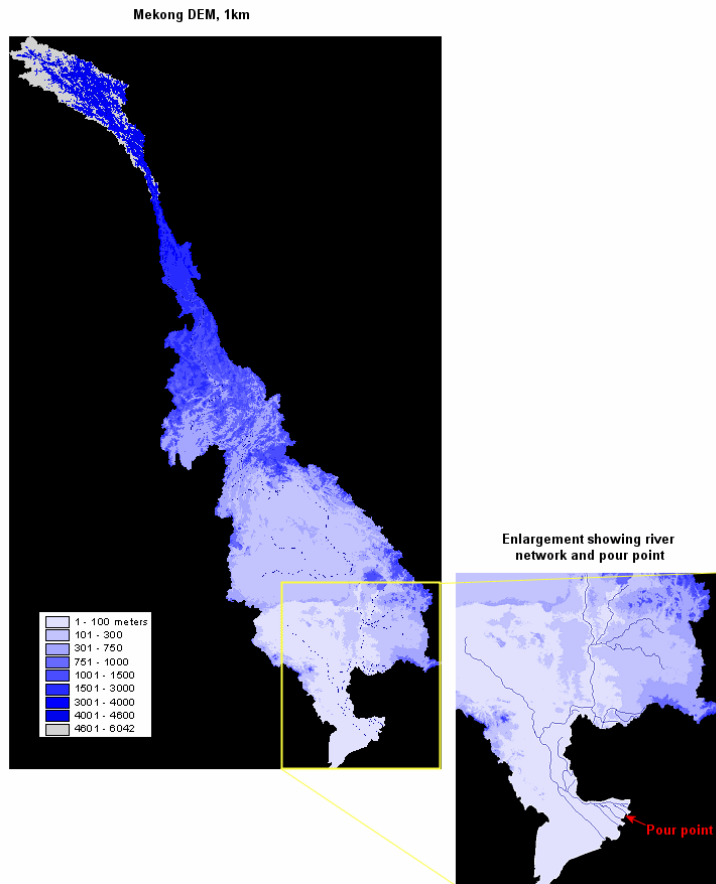 Mekong DEM, 1km
Enlargement showing river
network and pour point
1 - 100 meters
101 - 300
301 - 750
751 - 1000
1001 - 1500
1501 - 3000
3001 - 4000
4001 - 4600
4601 - 6042
Pour point